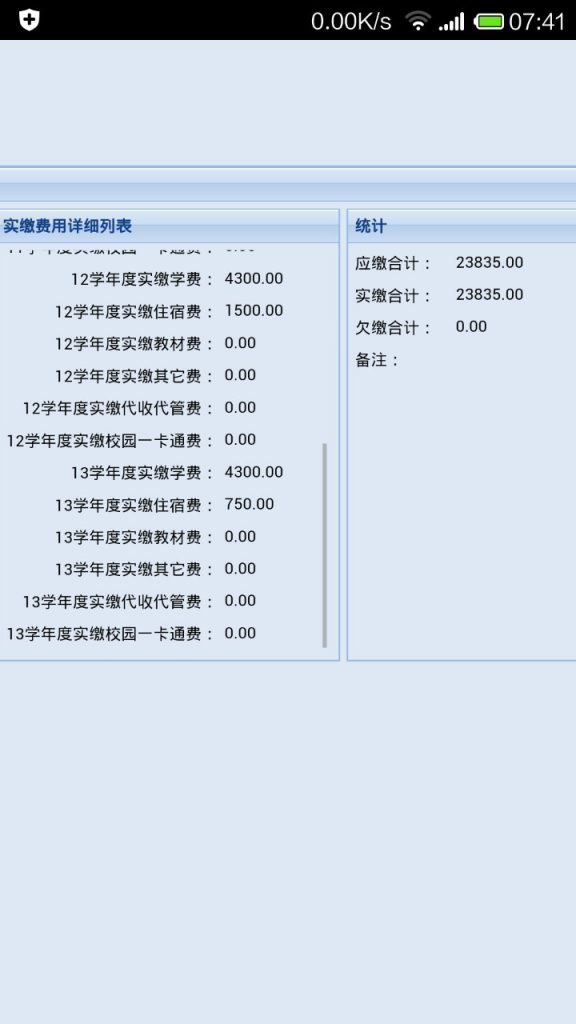 0.00K/s 07:41
实缴费用详细列表
12学年度实缴学费： 4300.00
12学年度实缴住宿费： 1500.00
12学年度实缴教材费： 0.00
12学年度实缴其它费： 0.00
12学年度实缴代收代管费： 0.00
12学年度实缴校园一卡通费： 0.00
13学年度实缴学费： 4300.00
13学年度实缴住宿费： 750.00
13学年度实缴教材费： 0.00
13学年度实缴其它费： 0.00
13学年度实缴代收代管费： 0.00
13学年度实缴校园一卡通费： 0.00
统计
应缴合计： 23835.00
实缴合计： 23835.00
欠缴合计： 0.00
备注：